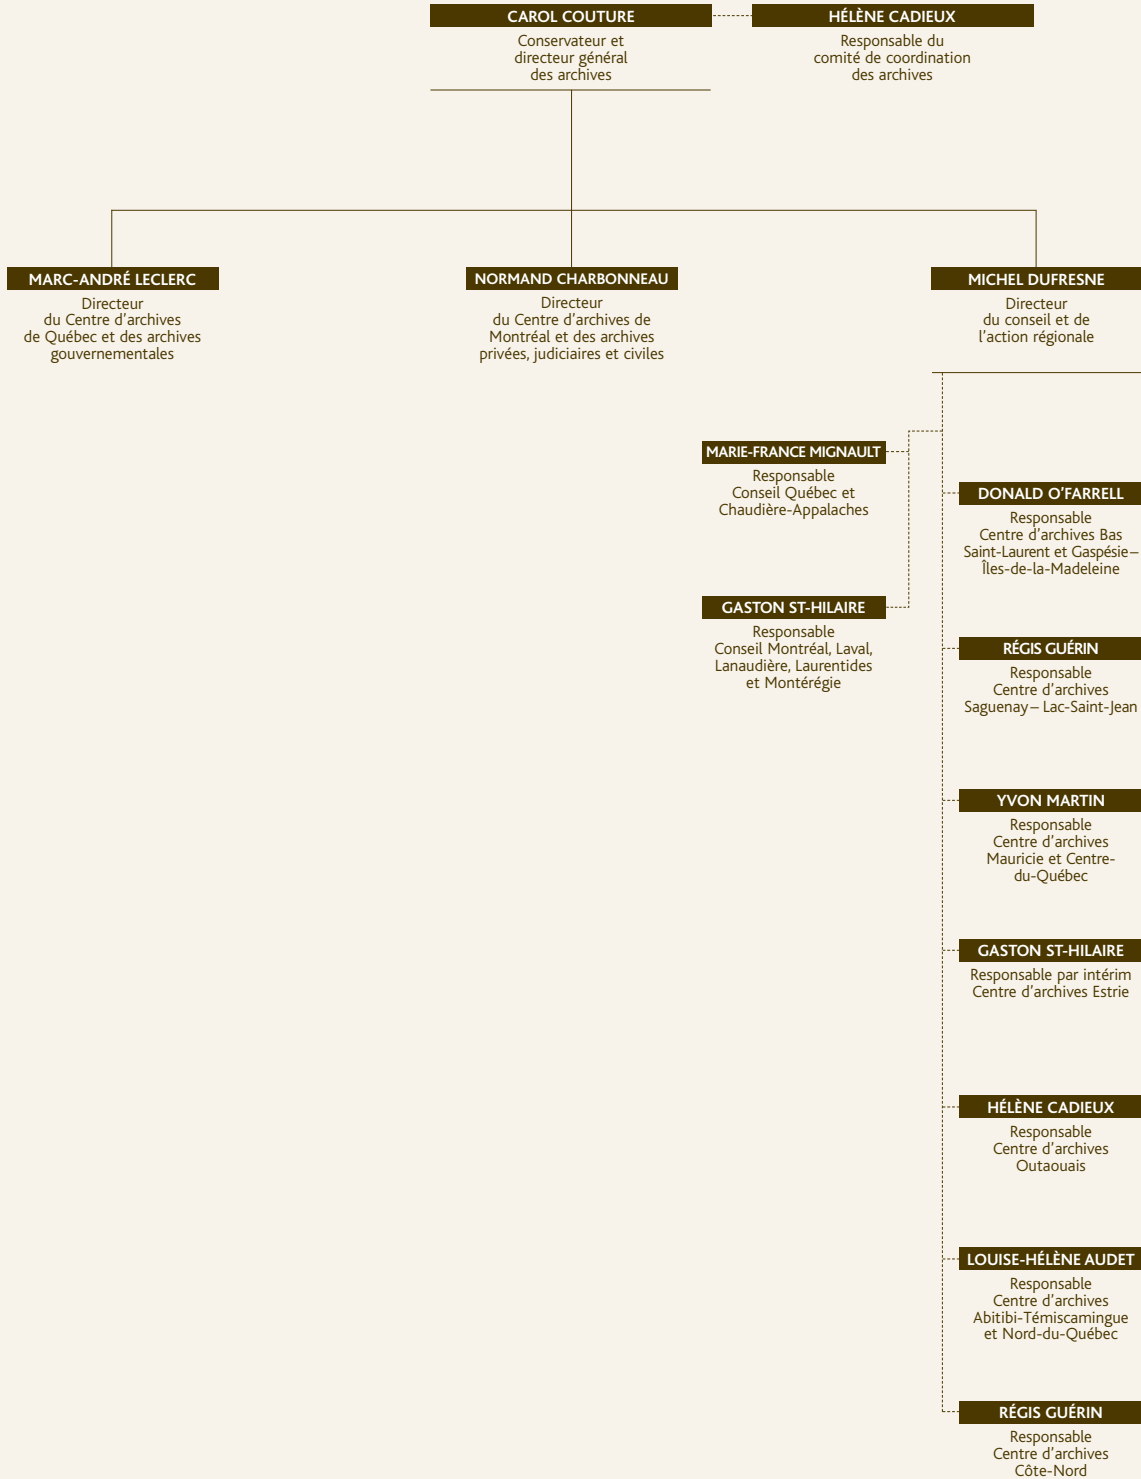 CAROL COUTURE
Conservateur et
directeur général
des archives
HÉLÈNE CADIEUX
Responsable du
comité de coordination
des archives
MARC-ANDRÉ LECLERC
Directeur
du Centre d'archives
de Québec et des archives
gouvernementales
NORMAND CHARBONNEAU
Directeur
du Centre d'archives de
Montréal et des archives
privées, judiciaires et civiles
MICHEL DUFRESNE
Directeur
du conseil et de
l'action régionale
MARIE-FRANCE MIGNAULT
Responsable
Conseil Québec et
Chaudière-Appalaches
GASTON ST-HILAIRE
Responsable
Conseil Montréal, Laval,
Lanaudière, Laurentides
et Montérégie
DONALD O'FARRELL
Responsable
Centre d'archives Bas
Saint-Laurent et Gaspésie–
Îles-de-la-Madeleine
RÉGIS GUÉRIN
Responsable
Centre d'archives
Saguenay– Lac-Saint-Jean
YVON MARTIN
Responsable
Centre d'archives
Mauricie et Centre-
du-Québec
GASTON ST-HILAIRE
Responsable par intérim
Centre d'archives Estrie
HÉLÈNE CADIEUX
Responsable
Centre d'archives
Outaouais
LOUISE-HÉLÈNE AUDET
Responsable
Centre d'archives
Abitibi-Témiscamingue
et Nord-du-Québec
RÉGIS GUÉRIN
Responsable
Centre d'archives
Côte-Nord